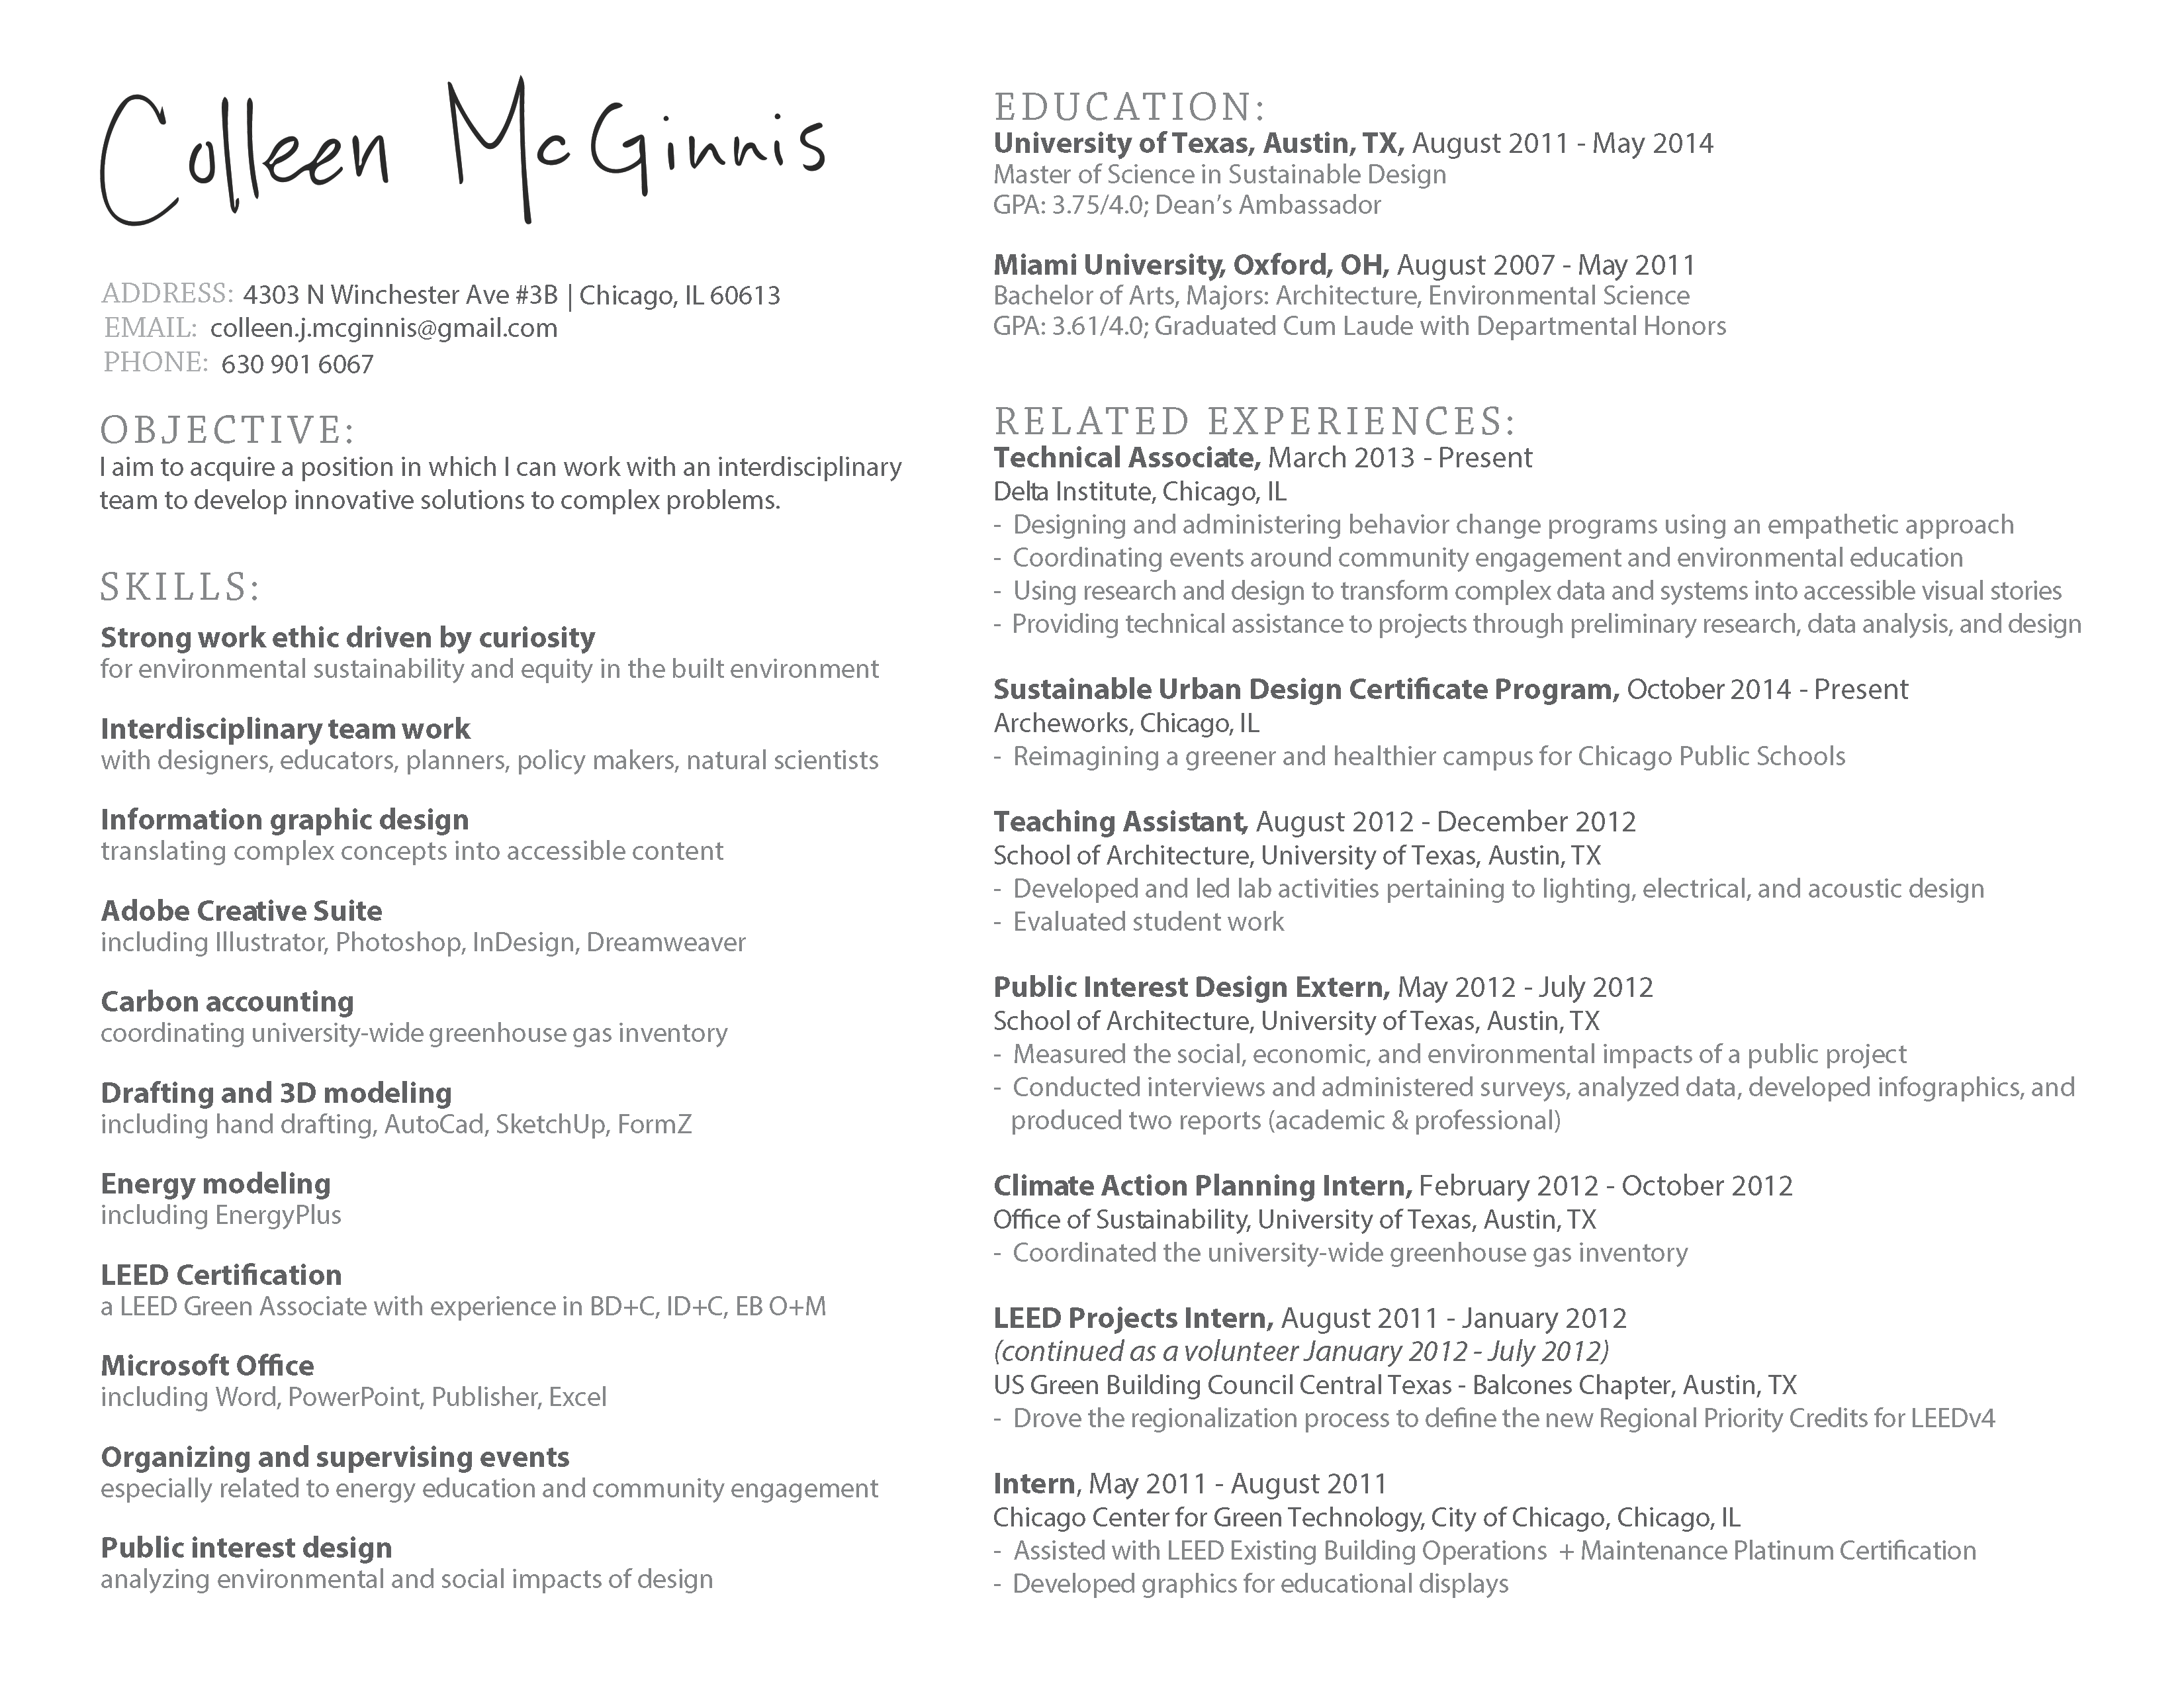 Colleen McGinnis
ADDRESS: 4303 N Winchester Ave #3B | Chicago, IL 60613
EMAIL: colleen.j.mcginnis@gmail.com
PHONE: 630 901 6067
OBJECTIVE:
I aim to acquire a position in which I can work with an interdisciplinary
team to develop innovative solutions to complex problems.
SKILLS:
Strong work ethic driven by curiosity
for environmental sustainability and equity in the built environment
Interdisciplinary team work
with designers, educators, planners, policy makers, natural scientists
Information graphic design
translating complex concepts into accessible content
Adobe Creative Suite
including Illustrator, Photoshop, InDesign, Dreamweaver
Carbon accounting
coordinating university-wide greenhouse gas inventory
Drafting and 3D modeling
including hand drafting, AutoCad, SketchUp, FormZ
Energy modeling
including EnergyPlus
LEED Certification
a LEED Green Associate with experience in BD+C, ID+C, EB O+M
Microsoft Office
including Word, PowerPoint, Publisher, Excel
Organizing and supervising events
especially related to energy education and community engagement
Public interest design
analyzing environmental and social impacts of design
EDUCATION:
University of Texas, Austin, TX, August 2011 - May 2014
Master of Science in Sustainable Design
GPA: 3.75/4.0; Dean's Ambassador
Miami University, Oxford, OH, August 2007 - May 2011
Bachelor of Arts, Majors: Architecture, Environmental Science
GPA: 3.61/4.0; Graduated Cum Laude with Departmental Honors
RELATED EXPERIENCES:
Technical Associate, March 2013 - Present
Delta Institute, Chicago, IL
- Designing and administering behavior change programs using an empathetic approach
- Coordinating events around community engagement and environmental education
- Using research and design to transform complex data and systems into accessible visual stories
- Providing technical assistance to projects through preliminary research, data analysis, and design
Sustainable Urban Design Certificate Program, October 2014 - Present
Archeworks, Chicago, IL
- Reimagining a greener and healthier campus for Chicago Public Schools
Teaching Assistant, August 2012 - December 2012
School of Architecture, University of Texas, Austin, TX
- Developed and led lab activities pertaining to lighting, electrical, and acoustic design
- Evaluated student work
Public Interest Design Extern, May 2012 - July 2012
School of Architecture, University of Texas, Austin, TX
- Measured the social, economic, and environmental impacts of a public project
- Conducted interviews and administered surveys, analyzed data, developed infographics, and
produced two reports (academic & professional)
Climate Action Planning Intern, February 2012 - October 2012
Office of Sustainability, University of Texas, Austin, TX
- Coordinated the university-wide greenhouse gas inventory
LEED Projects Intern, August 2011 - January 2012
(continued as a volunteer January 2012 - July 2012)
US Green Building Council Central Texas - Balcones Chapter, Austin, TX
- Drove the regionalization process to define the new Regional Priority Credits for LEEDv4
Intern, May 2011 - August 2011
Chicago Center for Green Technology, City of Chicago, Chicago, IL
- Assisted with LEED Existing Building Operations + Maintenance Platinum Certification
- Developed graphics for educational displays